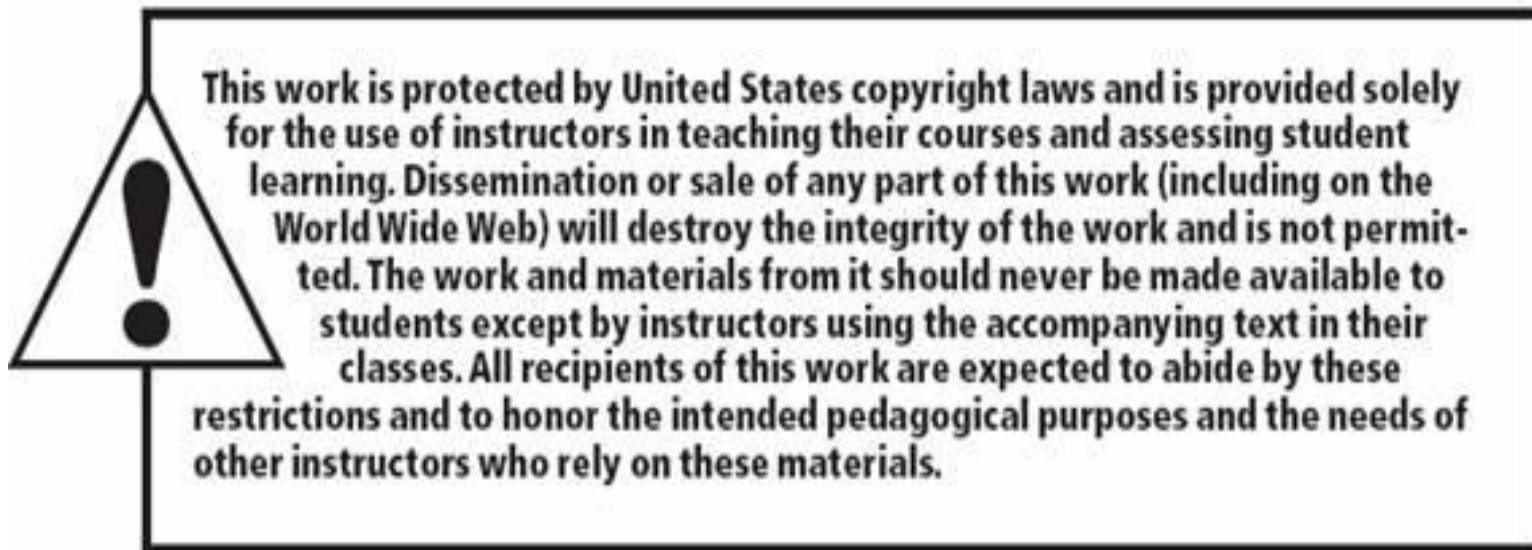 This work is protected by United States copyright laws and is provided solely
for the use of instructors in teaching their courses and assessing student
learning. Dissemination or sale of any part of this work (including on the
World Wide Web) will destroy the integrity of the work and is not permit-
ted. The work and materials from it should never be made available to
students except by instructors using the accompanying text in their
classes. All recipients of this work are expected to abide by these
restrictions and to honor the intended pedagogical purposes and the needs of
other instructors who rely on these materials.